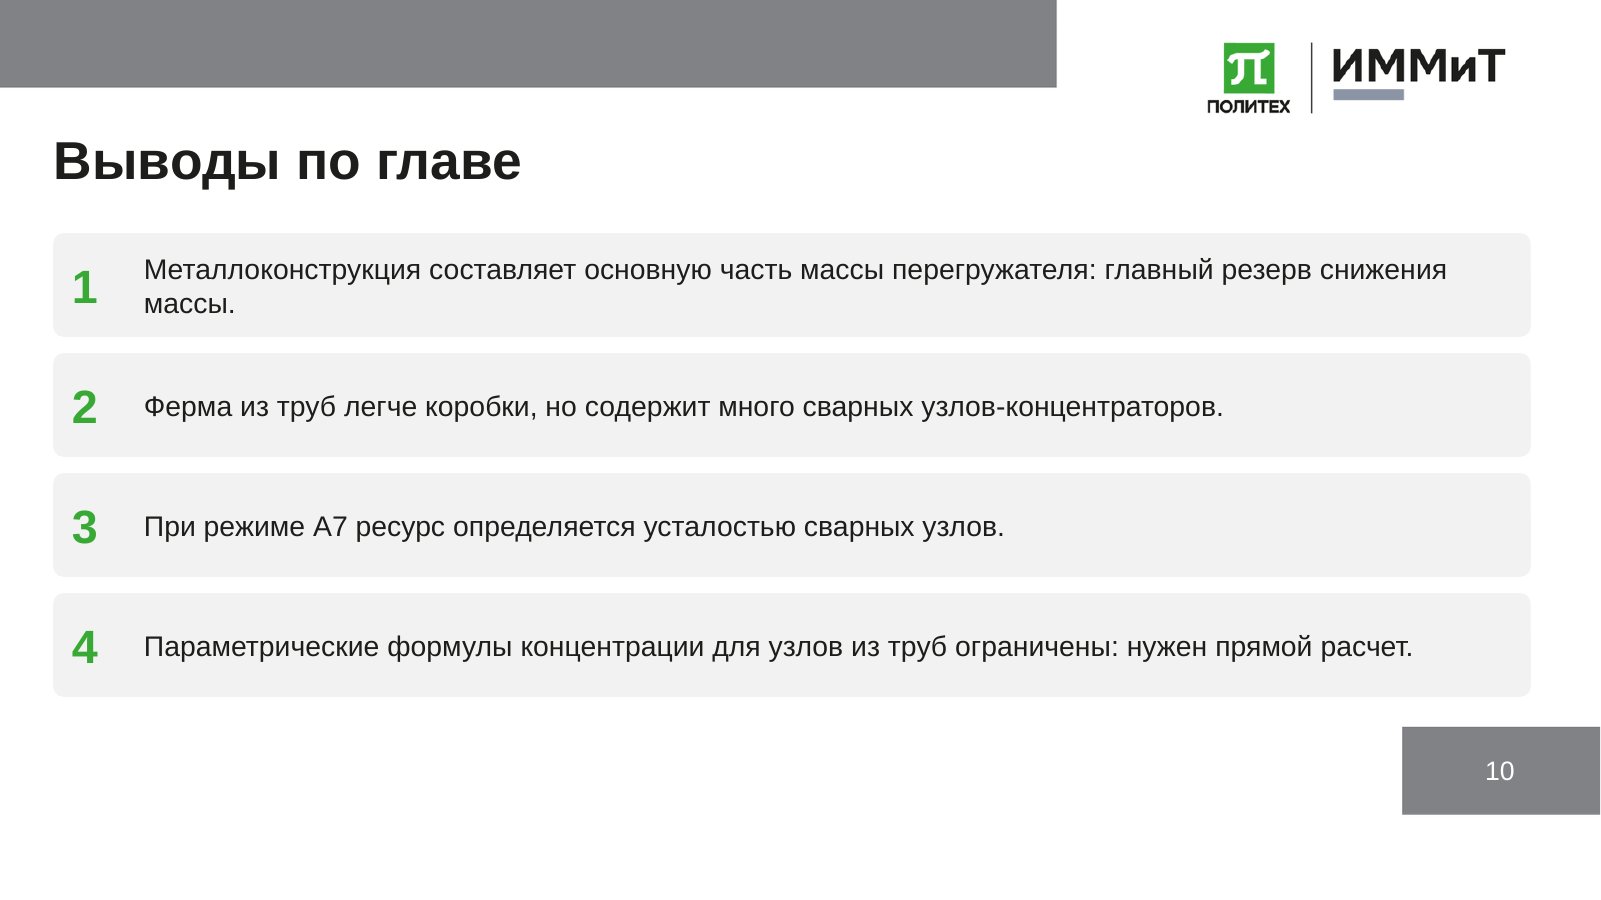 ПОЛИТЕХ
ИММиТ
Выводы по главе
1
Металлоконструкция составляет основную часть массы перегружателя: главный резерв снижения
массы.
2
Ферма из труб легче коробки, но содержит много сварных узлов-концентраторов.
3
При режиме А7 ресурс определяется усталостью сварных узлов.
4
Параметрические формулы концентрации для узлов из труб ограничены: нужен прямой расчет.
10